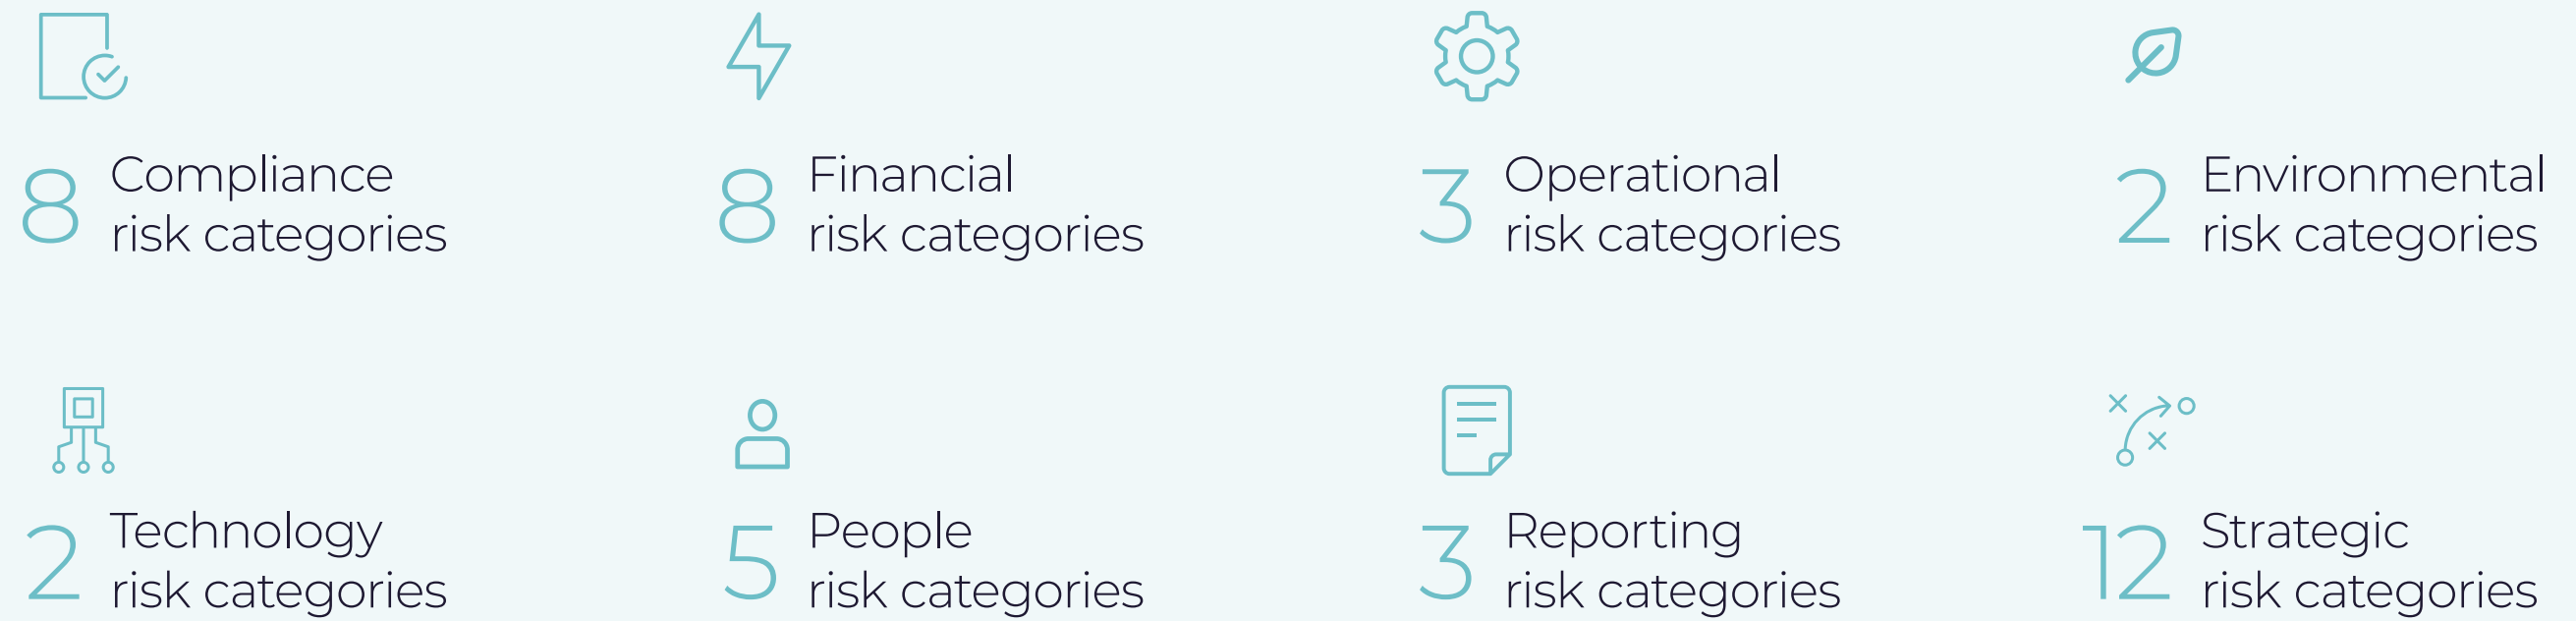 8 Compliance
risk categories
8 Financial
risk categories
3 Operational
risk categories
2 Environmental
risk categories
2 Technology
risk categories
5 People
risk categories
3 Reporting
risk categories
12 Strategic
risk categories